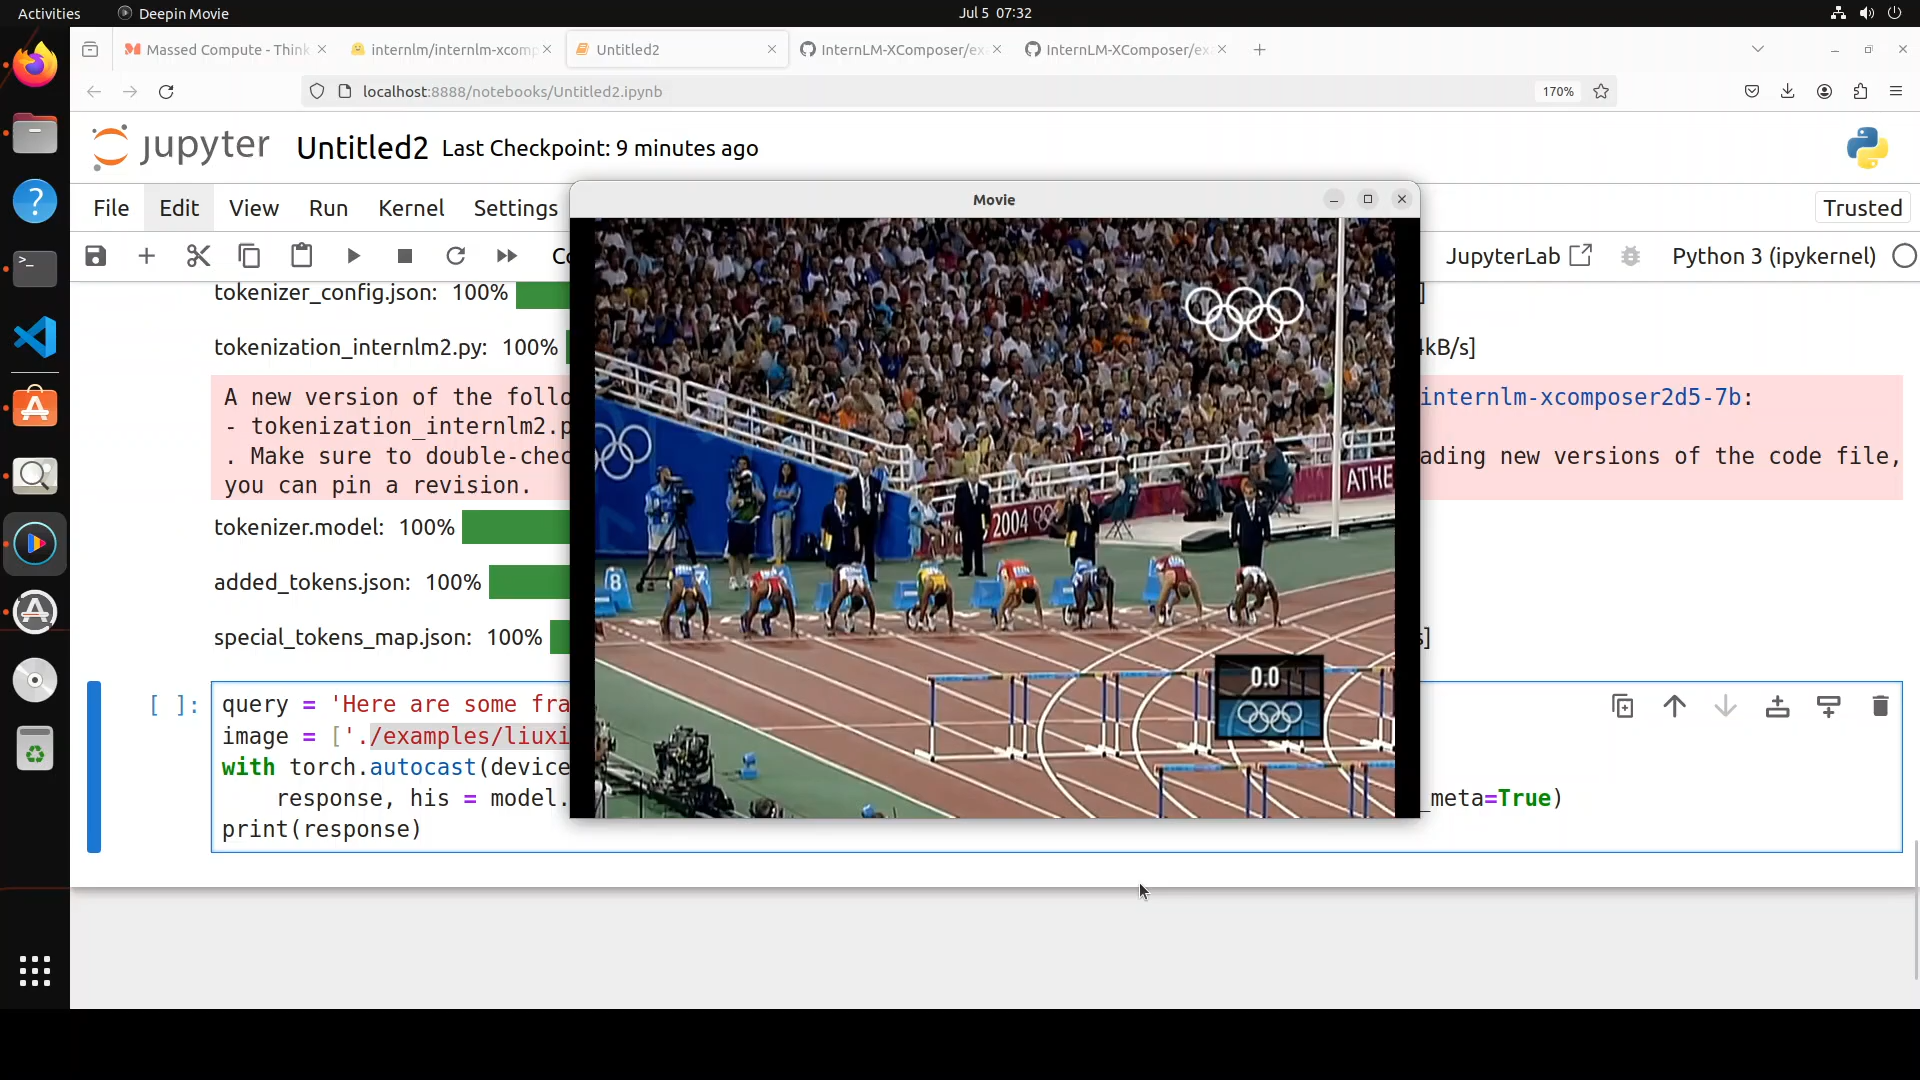 Activities
Deepin Movie
Jul 5 07:32
Massed Compute - Think
internlm/internlm-xcomp
Untitled2
InternLM-XComposer/ex
InternLM-XComposer/ex
localhost:8888/notebooks/Untitled2.ipynb
170%
jupyter
Untitled2
Last Checkpoint: 9 minutes ago
File
Edit
View
Run
Kernel
Settings
Trusted
Movie
JupyterLab
Python 3 (ipykernel)
tokenizer_config.json: 100%
tokenization_internlm2.py: 100%
4kB/s]
A new version of the follo
internlm-xcomposer2d5-7b:
- tokenization_internlm2.p
. Make sure to double-chec
ading new versions of the code file,
you can pin a revision.
tokenizer.model: 100%
added_tokens.json: 100%
special_tokens_map.json: 100%
s]
ATHE
2004
8
7
0:0
[ ]:
query = 'Here are some fra
image = ['./examples/liuxi
with torch.autocast(device
response, his = model.
_meta=True)
print(response)